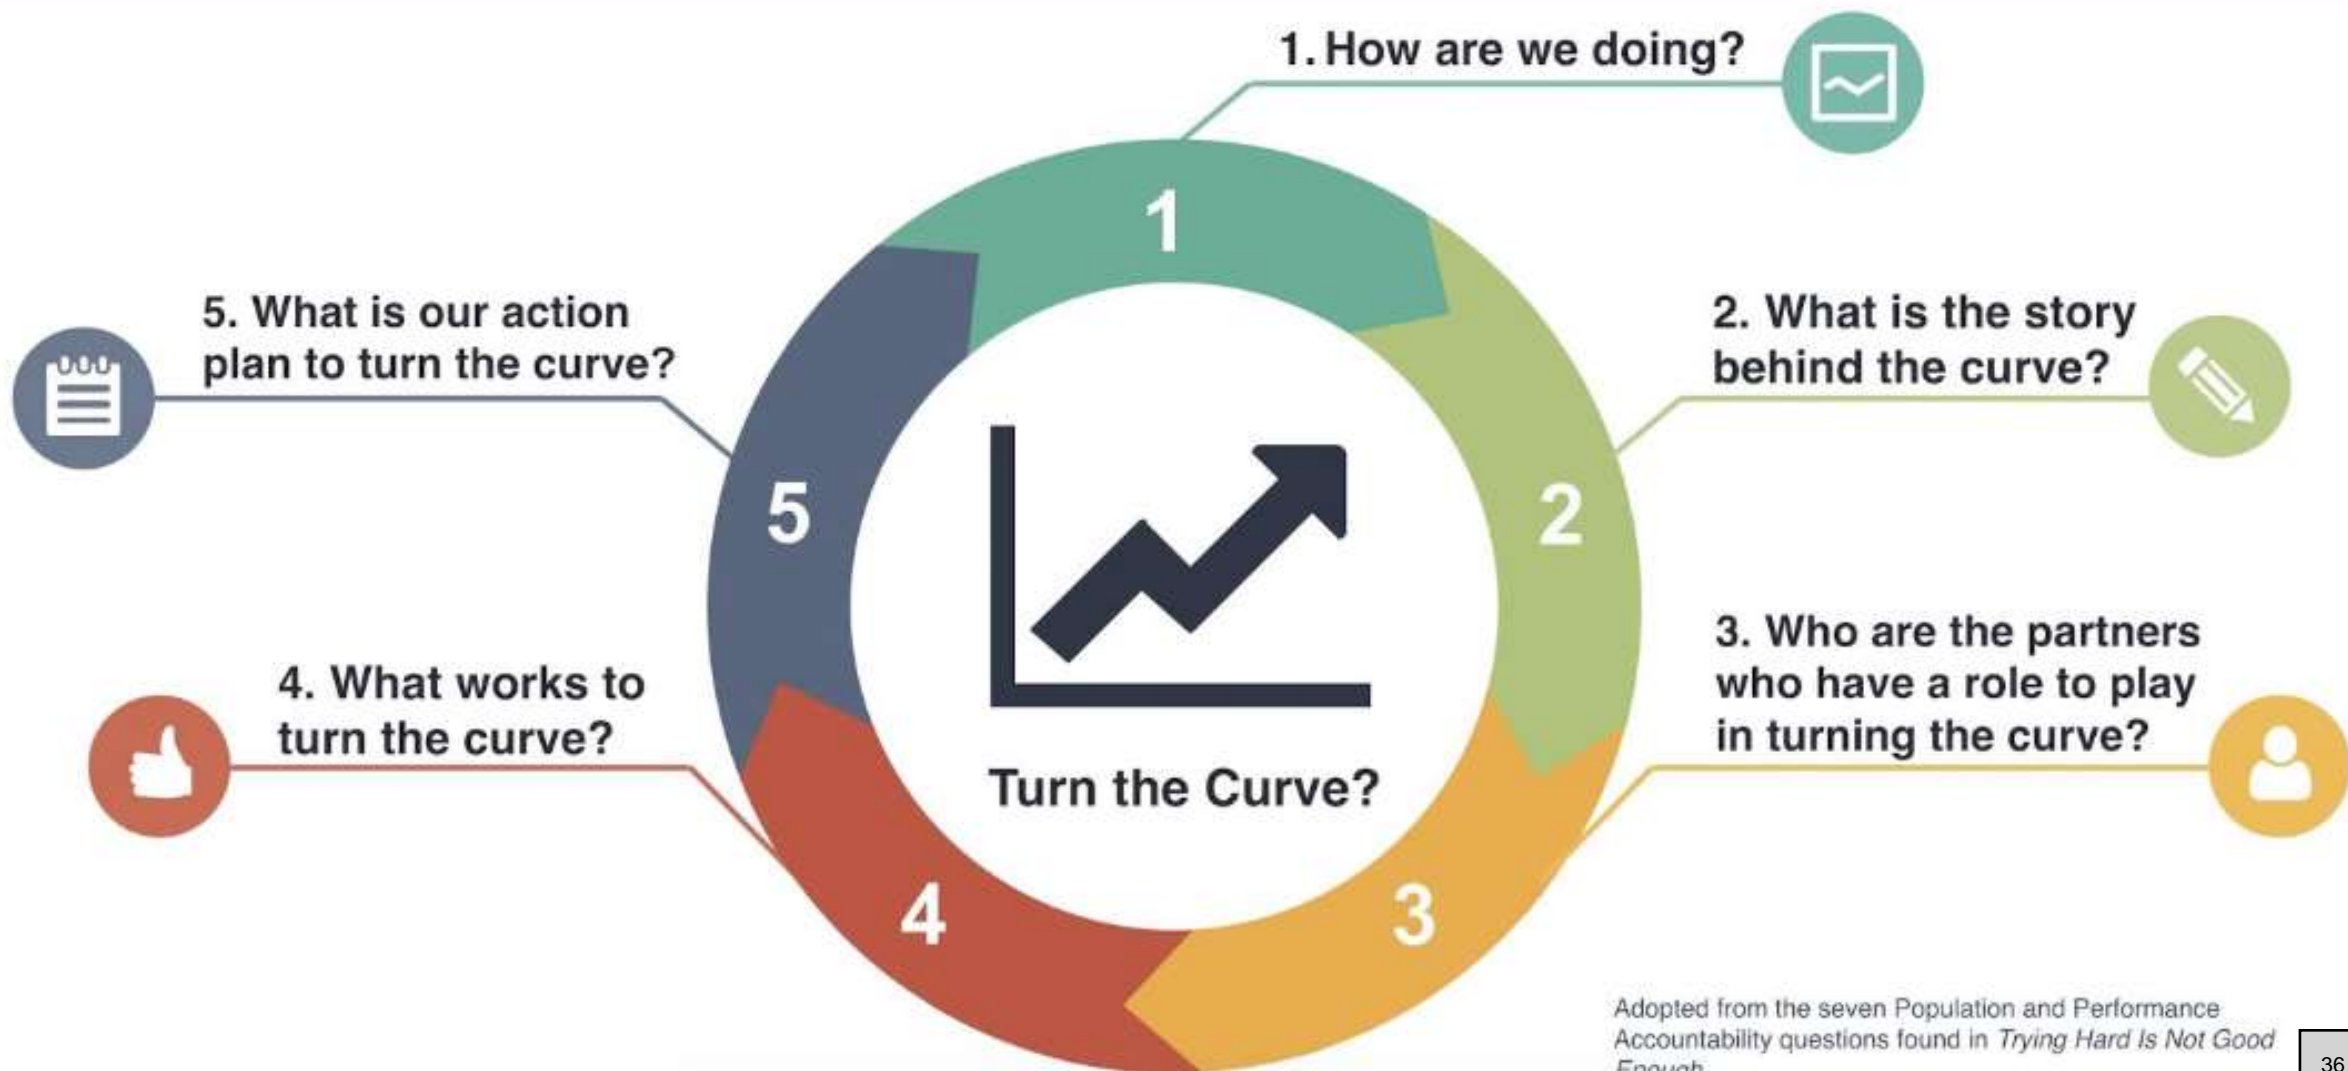 1. How are we doing?
1
5. What is our action
plan to turn the curve?
2. What is the story
behind the curve?
5
2
3. Who are the partners
who have a role to play
in turning the curve?
4. What works to
turn the curve?
Turn the Curve?
4
3
Adopted from the seven Population and Performance
Accountability questions found in Trying Hard Is Not Good
Enough
36